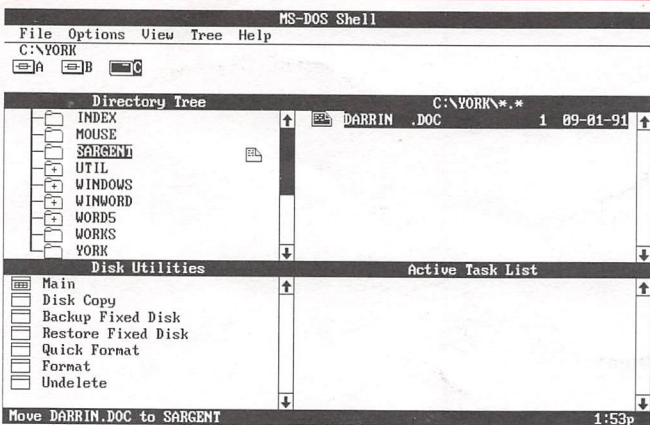 MS-DOS Shell
File Options View Tree Help
C:\YORK
A B C
Directory Tree
INDEX
MOUSE
SARGENT
UTIL
WINDOWS
WINWORD
WORD5
WORKS
YORK
C:\YORK\*.*
DARRIN .DOC 1 09-01-91
Disk Utilities
Main
Disk Copy
Backup Fixed Disk
Restore Fixed Disk
Quick Format
Format
Undelete
Active Task List
Move DARRIN.DOC to SARGENT 1:53p